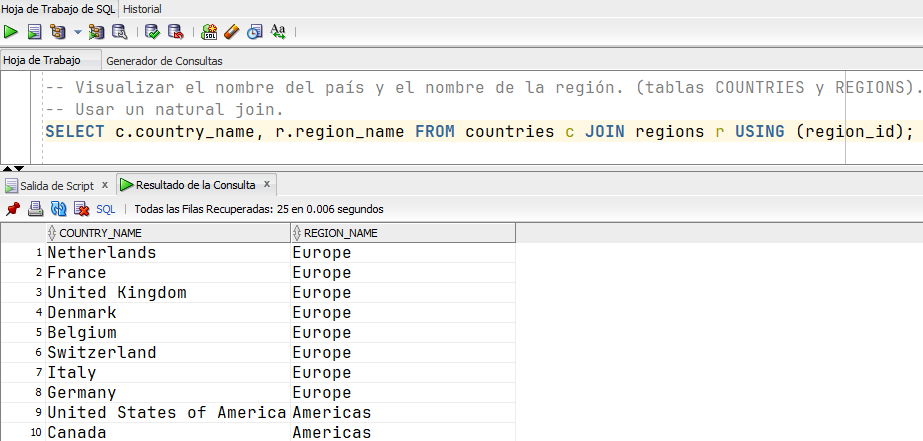 Hoja de Trabajo de SQL Historial
SQL Aa
Hoja de Trabajo Generador de Consultas
-- Visualizar el nombre del país y el nombre de la región. (tablas COUNTRIES y REGIONS).
-- Usar un natural join.
SELECT c.country_name, r.region_name FROM countries c JOIN regions r USING (region_id);
Salida de Script x Resultado de la Consulta x
SQL | Todas las Filas Recuperadas: 25 en 0.006 segundos
COUNTRY_NAME REGION_NAME
1 Netherlands Europe
2 France Europe
3 United Kingdom Europe
4 Denmark Europe
5 Belgium Europe
6 Switzerland Europe
7 Italy Europe
8 Germany Europe
9 United States of America Americas
10 Canada Americas